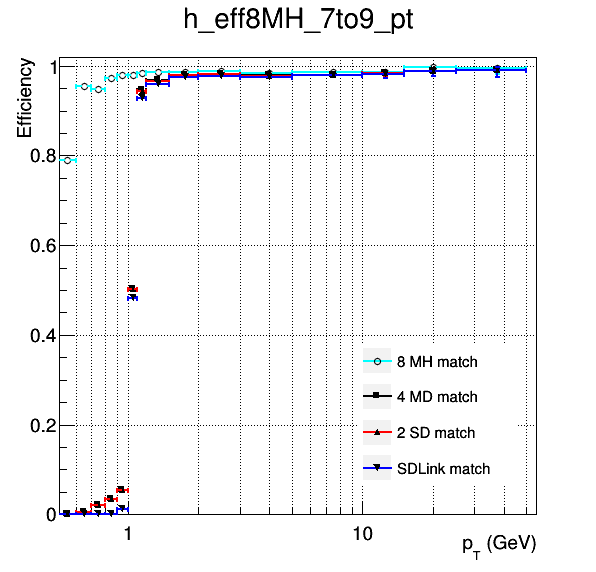 h_eff8MH_7to9_pt
Efficiency
1
0.8
0.6
0.4
0.2
0
8 MH match
4 MD match
2 SD match
SDLink match
1
10
p_T (GeV)